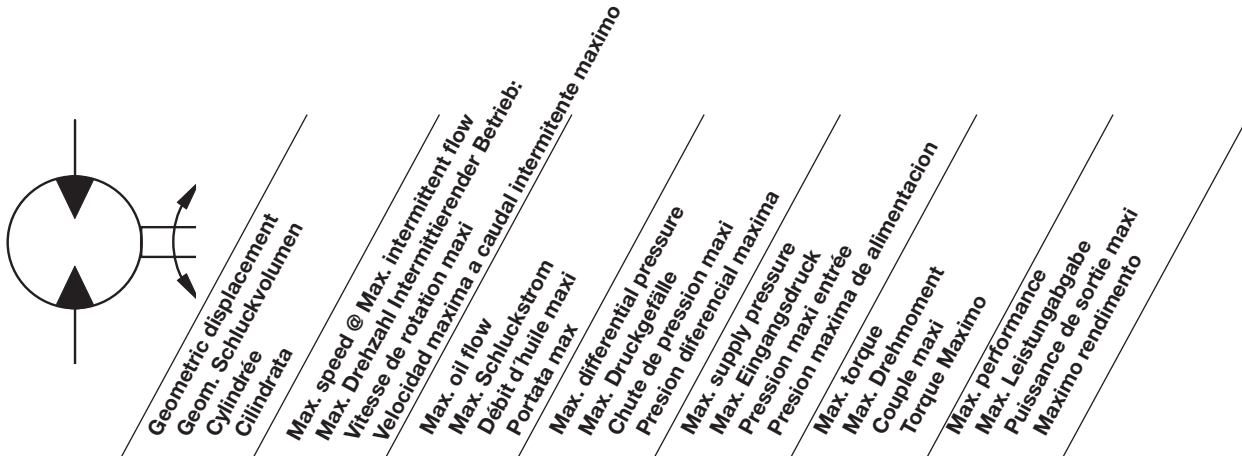 Geometric displacement
Geom. Schluckvolumen
Cylindrée
Cilindrata
Max. speed @ Max. intermittent flow
Max. Drehzahl Intermittierender Betrieb:
Vitesse de rotation maxi
Velocidad maxima a caudal intermitente maximo
Max. oil flow
Max. Schluckstrom
Débit d´huile maxi
Portata max
Max. differential pressure
Max. Druckgefälle
Chute de pression maxi
Presion diferencial maxima
Max. supply pressure
Max. Eingangsdruck
Pression maxi entrée
Presion maxima de alimentacion
Max. torque
Max. Drehmoment
Couple maxi
Torque Maximo
Max. performance
Max. Leistungabgabe
Puissance de sortie maxi
Maximo rendimento